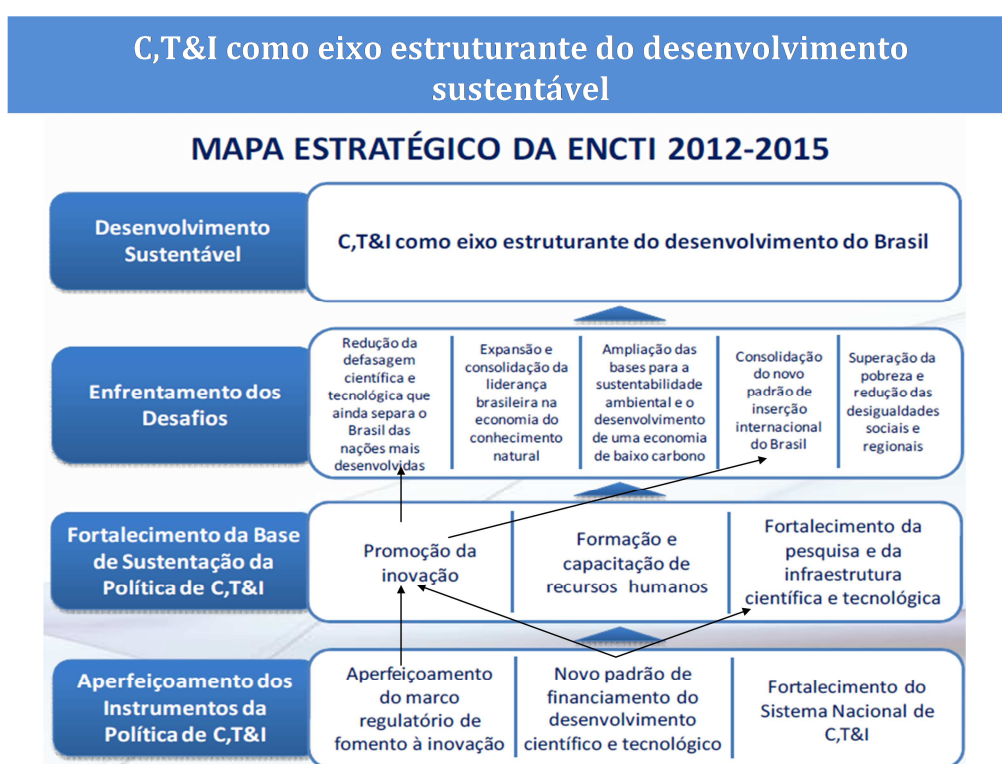 C,T&I como eixo estruturante do desenvolvimento
sustentável
MAPA ESTRATÉGICO DA ENCTI 2012-2015
Desenvolvimento
Sustentável
C,T&I como eixo estruturante do desenvolvimento do Brasil
Enfrentamento dos
Desafios
Redução da
defasagem
científica e
tecnológica que
ainda separa o
Brasil das
nações mais
desenvolvidas
Expansão e
consolidação da
liderança
brasileira na
economia do
conhecimento
natural
Ampliação das
bases para a
sustentabilidade
ambiental e o
desenvolvimento
de uma economia
de baixo carbono
Consolidação
do novo
padrão de
inserção
internacional
do Brasil
Superação da
pobreza e
redução das
desigualdades
sociais e
regionais
Fortalecimento da Base
de Sustentação da
Política de C,T&I
Promoção da
inovação
Formação e
capacitação de
recursos humanos
Fortalecimento da
pesquisa e da
infraestrutura
científica e tecnológica
Aperfeiçoamento dos
Instrumentos da
Política de C,T&I
Aperfeiçoamento
do marco
regulatório de
fomento à inovação
Novo padrão de
financiamento do
desenvolvimento
científico e tecnológico
Fortalecimento do
Sistema Nacional de
C,T&I